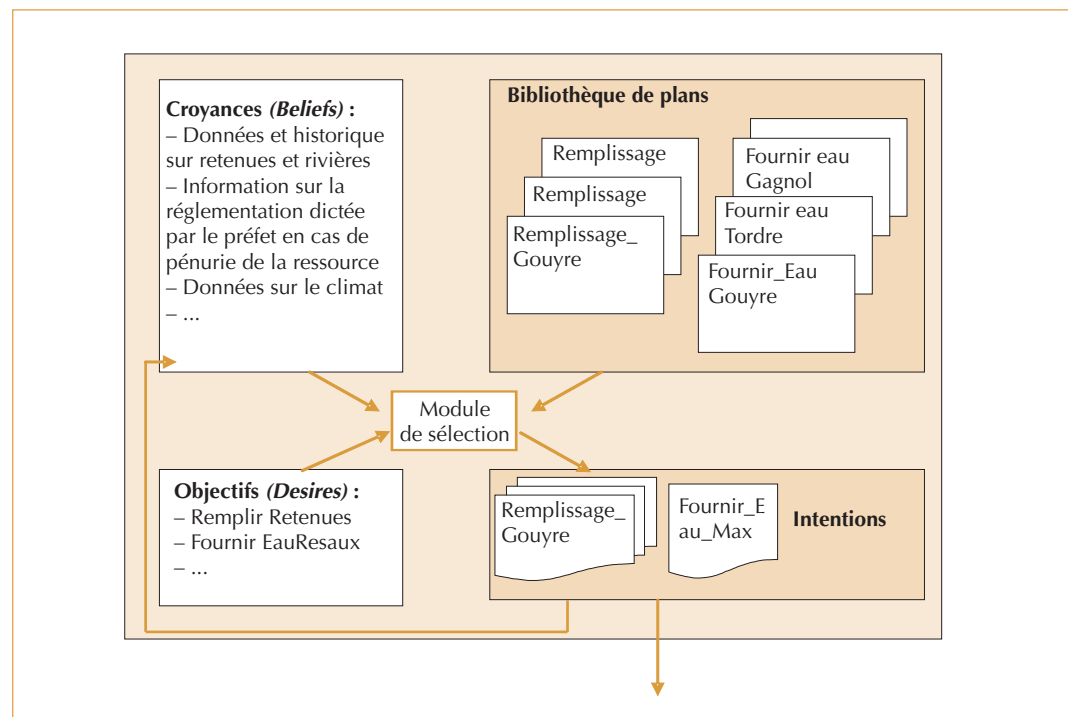 Croyances (Beliefs) :
– Données et historique
sur retenues et rivières
– Information sur la
réglementation dictée
par le préfet en cas de
pénurie de la ressource
– Données sur le climat
– ...
Bibliothèque de plans
Remplissage
Remplissage
Remplissage_
Gouyre
Fournir eau
Gagnol
Fournir eau
Tordre
Fournir_Eau
Gouyre
Module
de sélection
Objectifs (Desires) :
– Remplir Retenues
– Fournir EauResaux
– ...
Remplissage_
Gouyre
Fournir_E
au_Max
Intentions